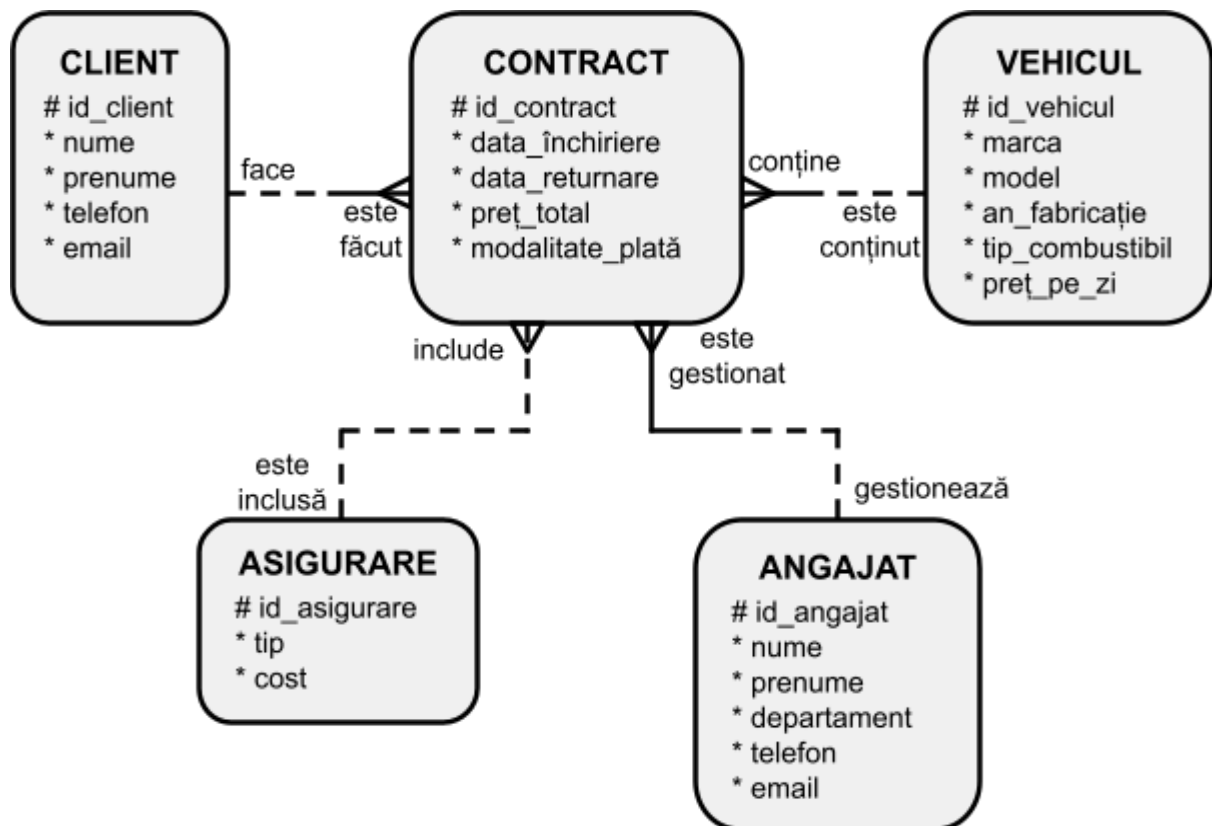 CLIENT
# id_client
* nume
* prenume
* telefon
* email
face
este
făcut
CONTRACT
# id_contract
* data_închiriere
* data_returnare
* preț_total
* modalitate_plată
conține
este
conținut
VEHICUL
# id_vehicul
* marca
* model
* an_fabricație
* tip_combustibil
* preț_pe_zi
include
este
gestionat
este
inclusă
gestionează
ASIGURARE
# id_asigurare
* tip
* cost
ANGAJAT
# id_angajat
* nume
* prenume
* departament
* telefon
* email